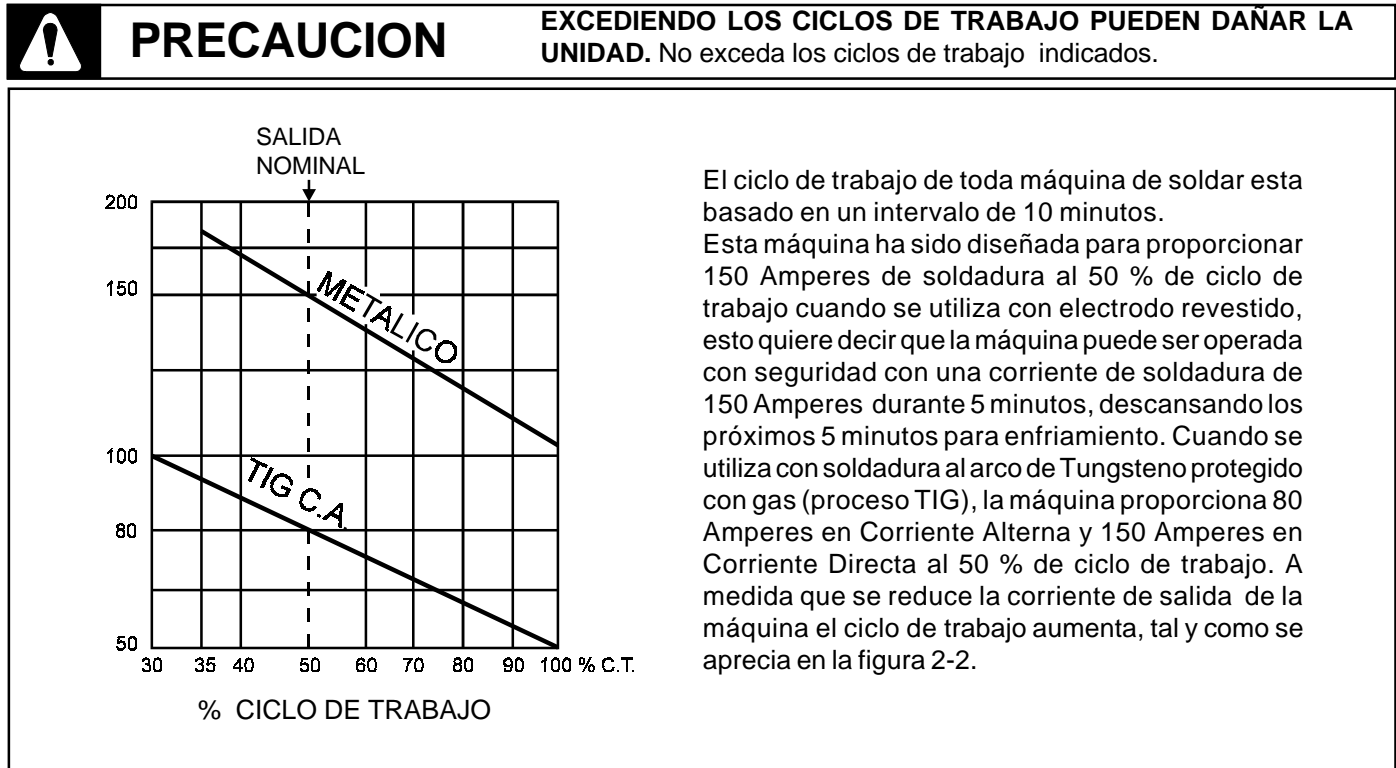 PRECAUCION
EXCEDIENDO LOS CICLOS DE TRABAJO PUEDEN DAÑAR LA
UNIDAD. No exceda los ciclos de trabajo indicados.
SALIDA
NOMINAL
200
150
100
80
50
METALICO
TIG C.A.
30 35 40 50 60 70 80 90 100 % C.T.
% CICLO DE TRABAJO
El ciclo de trabajo de toda máquina de soldar esta
basado en un intervalo de 10 minutos.
Esta máquina ha sido diseñada para proporcionar
150 Amperes de soldadura al 50 % de ciclo de
trabajo cuando se utiliza con electrodo revestido,
esto quiere decir que la máquina puede ser operada
con seguridad con una corriente de soldadura de
150 Amperes durante 5 minutos, descansando los
próximos 5 minutos para enfriamiento. Cuando se
utiliza con soldadura al arco de Tungsteno protegido
con gas (proceso TIG), la máquina proporciona 80
Amperes en Corriente Alterna y 150 Amperes en
Corriente Directa al 50 % de ciclo de trabajo. A
medida que se reduce la corriente de salida de la
máquina el ciclo de trabajo aumenta, tal y como se
aprecia en la figura 2-2.